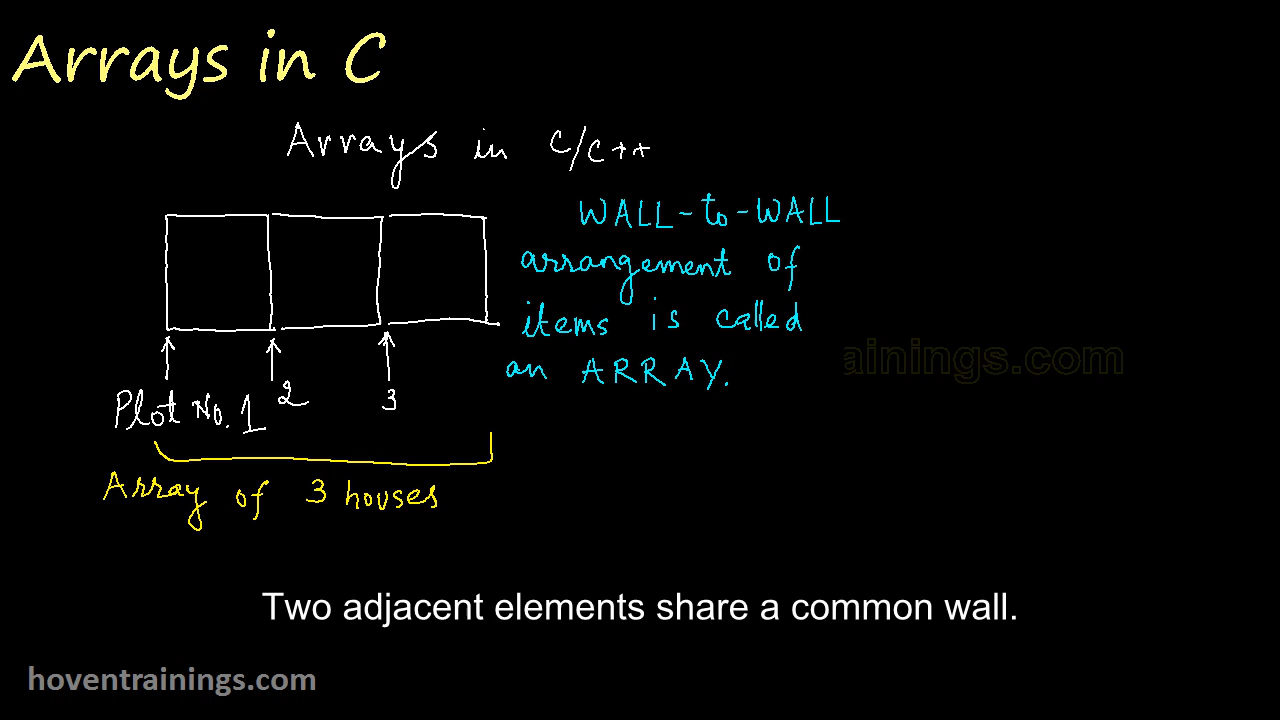 Arrays in C
Arrays in C/C++
WALL-to-WALL
arrangement of
items is called
an ARRAY.
Plot No. 1 2 3
Array of 3 houses
ainings.com
Two adjacent elements share a common wall.
hoventrainings.com